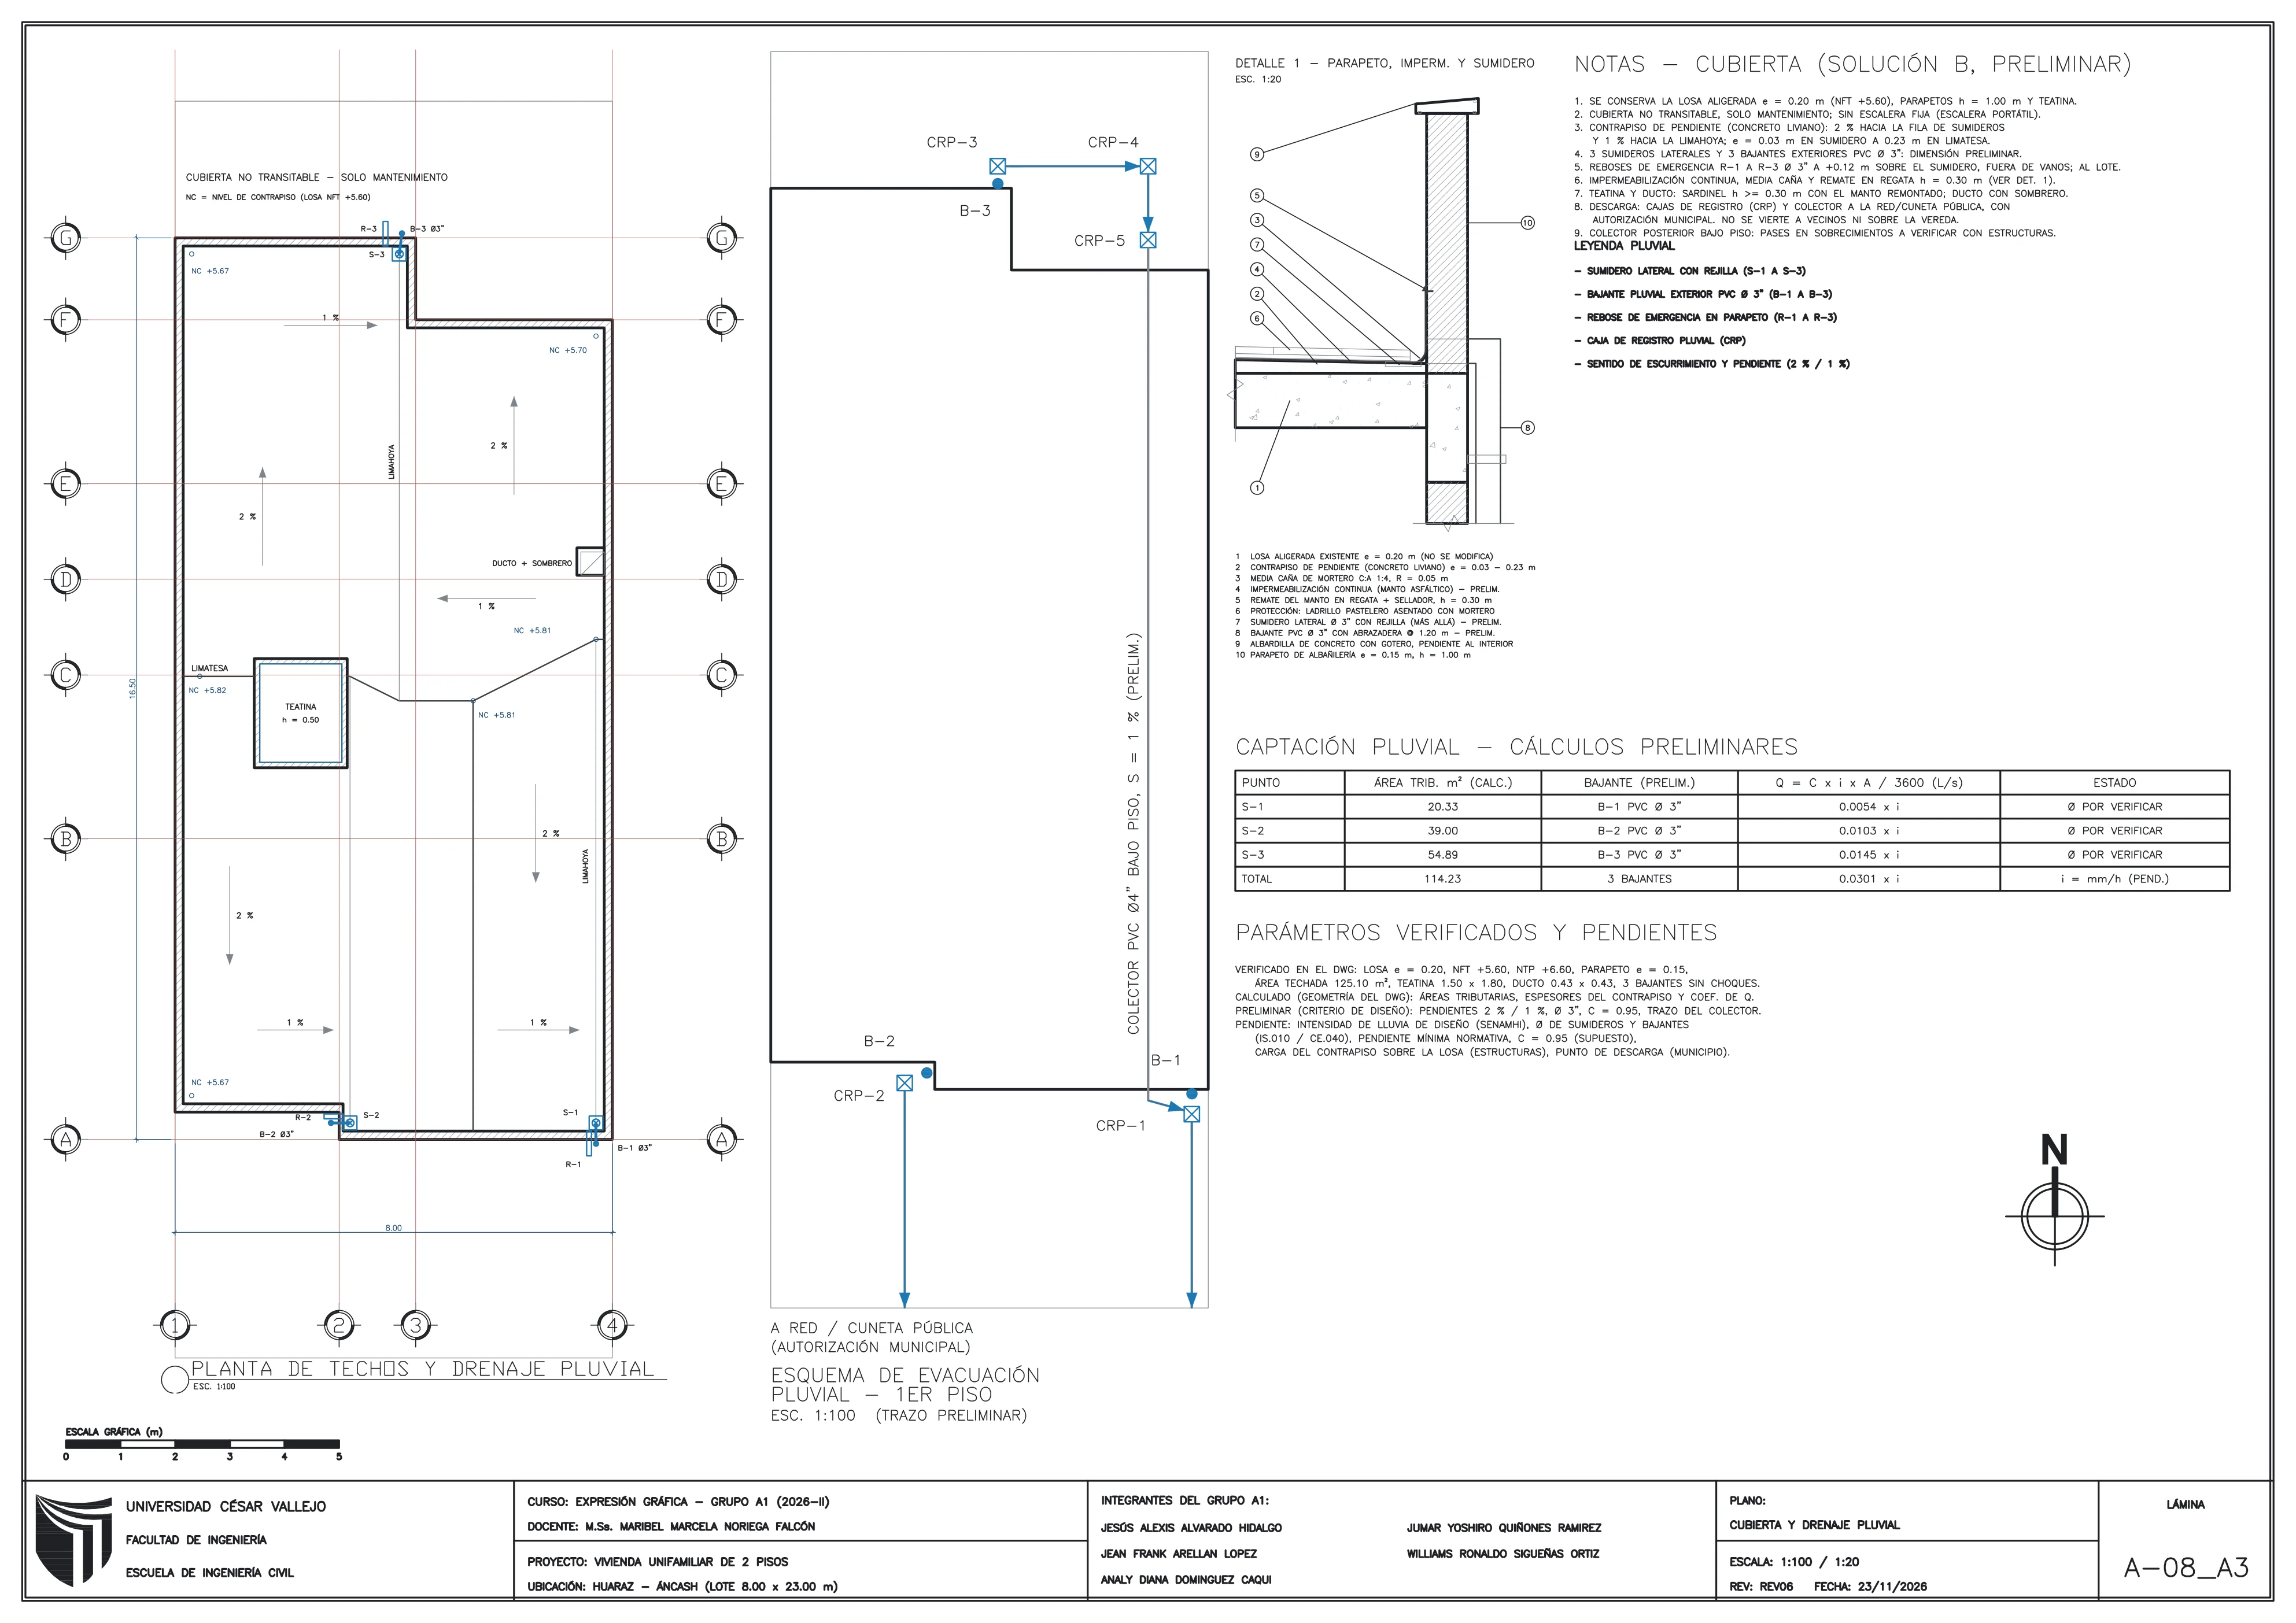 CUBIERTA NO TRANSITABLE – SOLO MANTENIMIENTO
NC = NIVEL DE CONTRAPISO (LOSA NFT +5.60)
R-3
B-3 Ø3"
S-3
G
G
NC +5.67
F
F
1 %
NC +5.70
2 %
LIMAHOYA
E
E
2 %
DUCTO + SOMBRERO
D
D
1 %
NC +5.81
LIMATESA
C
C
NC +5.82
16.50
TEATINA
h = 0.50
NC +5.81
2 %
B
B
LIMAHOYA
2 %
1 %
1 %
NC +5.67
R-2
S-2
S-1
B-2 Ø3"
A
A
B-1 Ø3"
R-1
8.00
1
2
3
4
PLANTA DE TECHOS Y DRENAJE PLUVIAL
ESC. 1:100
ESCALA GRÁFICA (m)
0 1 2 3 4 5
CRP-3
CRP-4
B-3
CRP-5
COLECTOR PVC Ø4" BAJO PISO, S = 1 % (PRELIM.)
B-2
B-1
CRP-2
CRP-1
A RED / CUNETA PÚBLICA
(AUTORIZACIÓN MUNICIPAL)
ESQUEMA DE EVACUACIÓN
PLUVIAL – 1ER PISO
ESC. 1:100 (TRAZO PRELIMINAR)
DETALLE 1 – PARAPETO, IMPERM. Y SUMIDERO
ESC. 1:20
9
5
3
7
4
2
6
1
10
8
1 LOSA ALIGERADA EXISTENTE e = 0.20 m (NO SE MODIFICA)
2 CONTRAPISO DE PENDIENTE (CONCRETO LIVIANO) e = 0.03 – 0.23 m
3 MEDIA CAÑA DE MORTERO C:A 1:4, R = 0.05 m
4 IMPERMEABILIZACIÓN CONTINUA (MANTO ASFÁLTICO) – PRELIM.
5 REMATE DEL MANTO EN REGATA + SELLADOR, h = 0.30 m
6 PROTECCIÓN: LADRILLO PASTELERO ASENTADO CON MORTERO
7 SUMIDERO LATERAL Ø 3" CON REJILLA (MÁS ALLÁ) – PRELIM.
8 BAJANTE PVC Ø 3" CON ABRAZADERA @ 1.20 m – PRELIM.
9 ALBARDILLA DE CONCRETO CON GOTERO, PENDIENTE AL INTERIOR
10 PARAPETO DE ALBAÑILERÍA e = 0.15 m, h = 1.00 m
NOTAS – CUBIERTA (SOLUCIÓN B, PRELIMINAR)
1. SE CONSERVA LA LOSA ALIGERADA e = 0.20 m (NFT +5.60), PARAPETOS h = 1.00 m Y TEATINA.
2. CUBIERTA NO TRANSITABLE, SOLO MANTENIMIENTO; SIN ESCALERA FIJA (ESCALERA PORTÁTIL).
3. CONTRAPISO DE PENDIENTE (CONCRETO LIVIANO): 2 % HACIA LA FILA DE SUMIDEROS
Y 1 % HACIA LA LIMAHOYA; e = 0.03 m EN SUMIDERO A 0.23 m EN LIMATESA.
4. 3 SUMIDEROS LATERALES Y 3 BAJANTES EXTERIORES PVC Ø 3": DIMENSIÓN PRELIMINAR.
5. REBOSES DE EMERGENCIA R-1 A R-3 Ø 3" A +0.12 m SOBRE EL SUMIDERO, FUERA DE VANOS; AL LOTE.
6. IMPERMEABILIZACIÓN CONTINUA, MEDIA CAÑA Y REMATE EN REGATA h = 0.30 m (VER DET. 1).
7. TEATINA Y DUCTO: SARDINEL h >= 0.30 m CON EL MANTO REMONTADO; DUCTO CON SOMBRERO.
8. DESCARGA: CAJAS DE REGISTRO (CRP) Y COLECTOR A LA RED/CUNETA PÚBLICA, CON
AUTORIZACIÓN MUNICIPAL. NO SE VIERTE A VECINOS NI SOBRE LA VEREDA.
9. COLECTOR POSTERIOR BAJO PISO: PASES EN SOBRECIMIENTOS A VERIFICAR CON ESTRUCTURAS.
LEYENDA PLUVIAL
– SUMIDERO LATERAL CON REJILLA (S-1 A S-3)
– BAJANTE PLUVIAL EXTERIOR PVC Ø 3" (B-1 A B-3)
– REBOSE DE EMERGENCIA EN PARAPETO (R-1 A R-3)
– CAJA DE REGISTRO PLUVIAL (CRP)
– SENTIDO DE ESCURRIMIENTO Y PENDIENTE (2 % / 1 %)
CAPTACIÓN PLUVIAL – CÁLCULOS PRELIMINARES
PUNTO ÁREA TRIB. m² (CALC.) BAJANTE (PRELIM.) Q = C x i x A / 3600 (L/s) ESTADO
S-1 20.33 B-1 PVC Ø 3" 0.0054 x i Ø POR VERIFICAR
S-2 39.00 B-2 PVC Ø 3" 0.0103 x i Ø POR VERIFICAR
S-3 54.89 B-3 PVC Ø 3" 0.0145 x i Ø POR VERIFICAR
TOTAL 114.23 3 BAJANTES 0.0301 x i i = mm/h (PEND.)
PARÁMETROS VERIFICADOS Y PENDIENTES
VERIFICADO EN EL DWG: LOSA e = 0.20, NFT +5.60, NTP +6.60, PARAPETO e = 0.15,
ÁREA TECHADA 125.10 m², TEATINA 1.50 x 1.80, DUCTO 0.43 x 0.43, 3 BAJANTES SIN CHOQUES.
CALCULADO (GEOMETRÍA DEL DWG): ÁREAS TRIBUTARIAS, ESPESORES DEL CONTRAPISO Y COEF. DE Q.
PRELIMINAR (CRITERIO DE DISEÑO): PENDIENTES 2 % / 1 %, Ø 3", C = 0.95, TRAZO DEL COLECTOR.
PENDIENTE: INTENSIDAD DE LLUVIA DE DISEÑO (SENAMHI), Ø DE SUMIDEROS Y BAJANTES
(IS.010 / CE.040), PENDIENTE MÍNIMA NORMATIVA, C = 0.95 (SUPUESTO),
CARGA DEL CONTRAPISO SOBRE LA LOSA (ESTRUCTURAS), PUNTO DE DESCARGA (MUNICIPIO).
N
UNIVERSIDAD CÉSAR VALLEJO
FACULTAD DE INGENIERÍA
ESCUELA DE INGENIERÍA CIVIL
CURSO: EXPRESIÓN GRÁFICA – GRUPO A1 (2026-II)
DOCENTE: M.Ss. MARIBEL MARCELA NORIEGA FALCÓN
PROYECTO: VIVIENDA UNIFAMILIAR DE 2 PISOS
UBICACIÓN: HUARAZ – ÁNCASH (LOTE 8.00 x 23.00 m)
INTEGRANTES DEL GRUPO A1:
JESÚS ALEXIS ALVARADO HIDALGO
JUMAR YOSHIRO QUIÑONES RAMIREZ
JEAN FRANK ARELLAN LOPEZ
WILLIAMS RONALDO SIGUEÑAS ORTIZ
ANALY DIANA DOMINGUEZ CAQUI
PLANO:
CUBIERTA Y DRENAJE PLUVIAL
ESCALA: 1:100 / 1:20
REV: REV06 FECHA: 23/11/2026
LÁMINA
A-08_A3